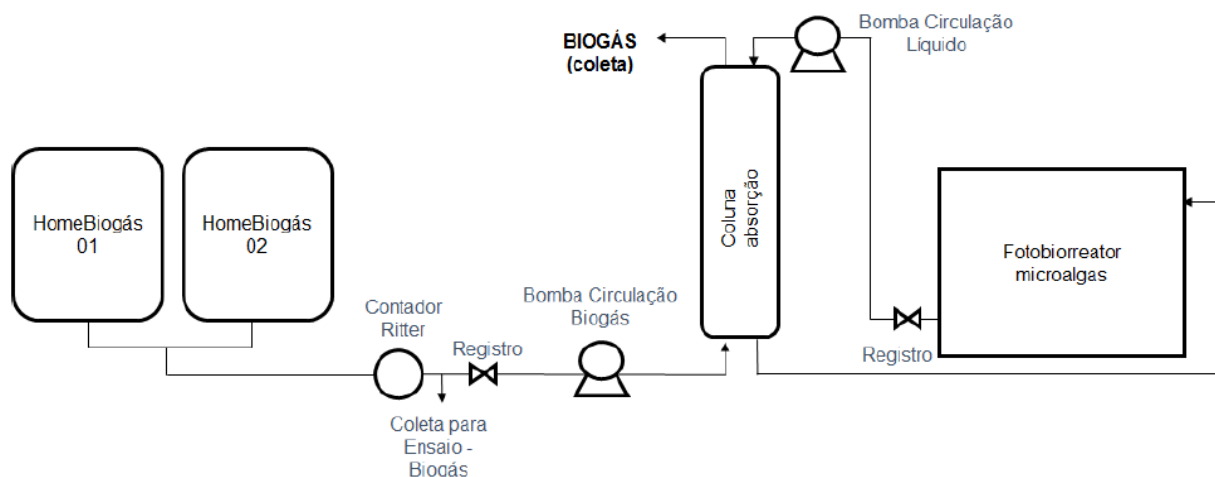 Bomba Circulação
Líquido
BIOGÁS
(coleta)
HomeBiogás
01
HomeBiogás
02
Coluna
absorção
Fotobiorreator
microalgas
Contador
Ritter
Bomba Circulação
Biogás
Registro
Registro
Coleta para
Ensaio -
Biogás